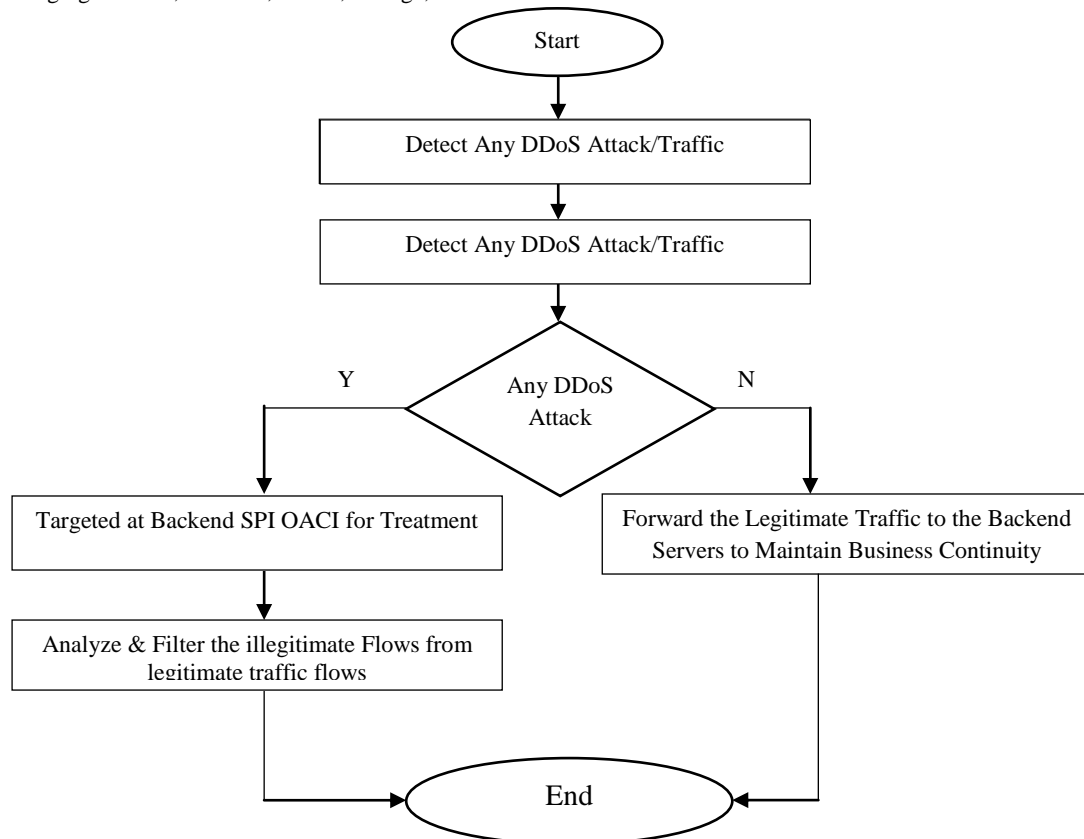 Start
Detect Any DDoS Attack/Traffic
Detect Any DDoS Attack/Traffic
Any DDoS
Attack
Y
N
Targeted at Backend SPI OACI for Treatment
Forward the Legitimate Traffic to the Backend
Servers to Maintain Business Continuity
Analyze & Filter the illegitimate Flows from
legitimate traffic flows
End